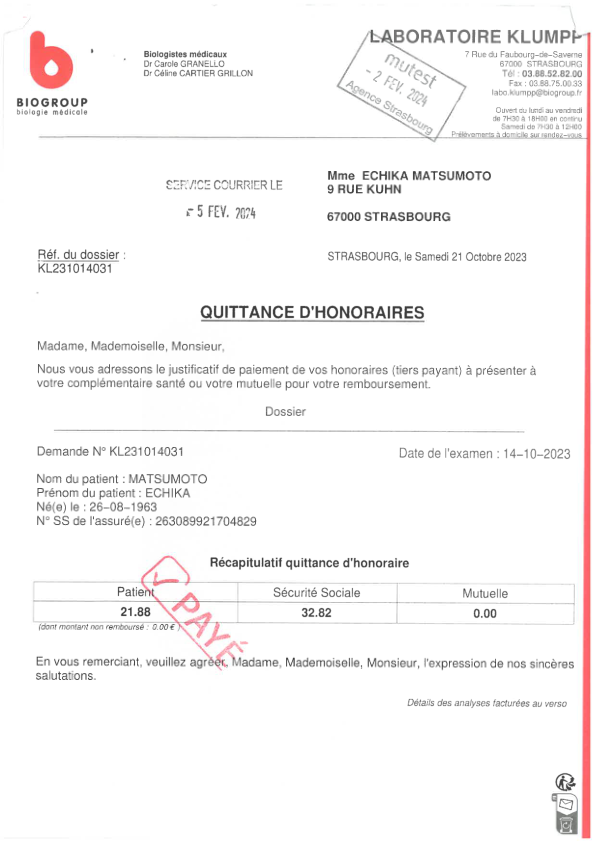 BIOGROUP
biologie médicale
Biologistes médicaux
Dr Carole GRANELLO
Dr Céline CARTIER GRILLON
LABORATOIRE KLUMPP
7 Rue du Faubourg-de-Saverne
67000 STRASBOURG
Tél : 03.88.52.82.00
Fax : 03.88.75.00.33
labo.klumpp@biogroup.fr
Ouvert du lundi au vendredi
de 7H30 à 18H00 en continu
Samedi de 7H30 à 12H00
Prélèvements à domicile sur rendez-vous
mutest
- 2 FEV. 2024
Agence Strasbourg
SERVICE COURRIER LE
- 5 FEV. 2024
Mme ECHIKA MATSUMOTO
9 RUE KUHN
67000 STRASBOURG
Réf. du dossier :
KL231014031
STRASBOURG, le Samedi 21 Octobre 2023
QUITTANCE D'HONORAIRES
Madame, Mademoiselle, Monsieur,
Nous vous adressons le justificatif de paiement de vos honoraires (tiers payant) à présenter à
votre complémentaire santé ou votre mutuelle pour votre remboursement.
Dossier
Demande N° KL231014031
Date de l'examen : 14-10-2023
Nom du patient : MATSUMOTO
Prénom du patient : ECHIKA
Né(e) le : 26-08-1963
N° SS de l'assuré(e) : 263089921704829
Récapitulatif quittance d'honoraire
Patient Sécurité Sociale Mutuelle
21.88 32.82 0.00
(dont montant non remboursé : 0.00 € )
PAYÉ
En vous remerciant, veuillez agréer, Madame, Mademoiselle, Monsieur, l'expression de nos sincères
salutations.
Détails des analyses facturées au verso